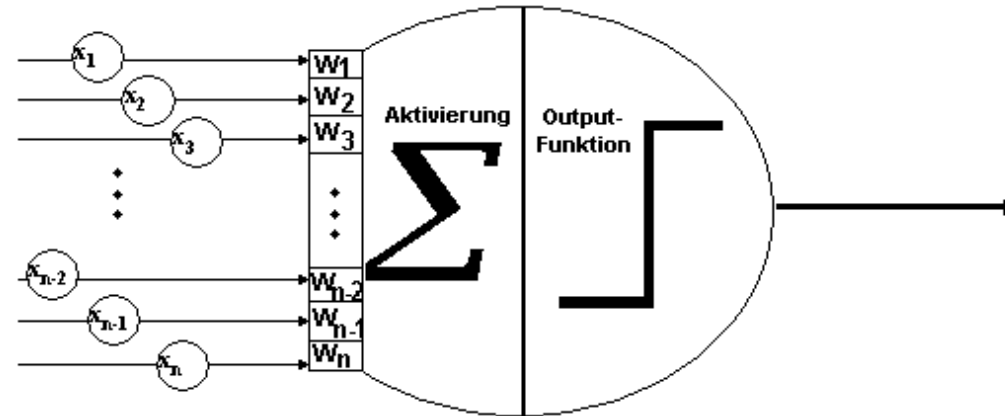 x1
w1
x2
w2
x3
w3
Aktivierung
Output-
Funktion
Σ
xn-2
wn-2
xn-1
wn-1
xn
wn